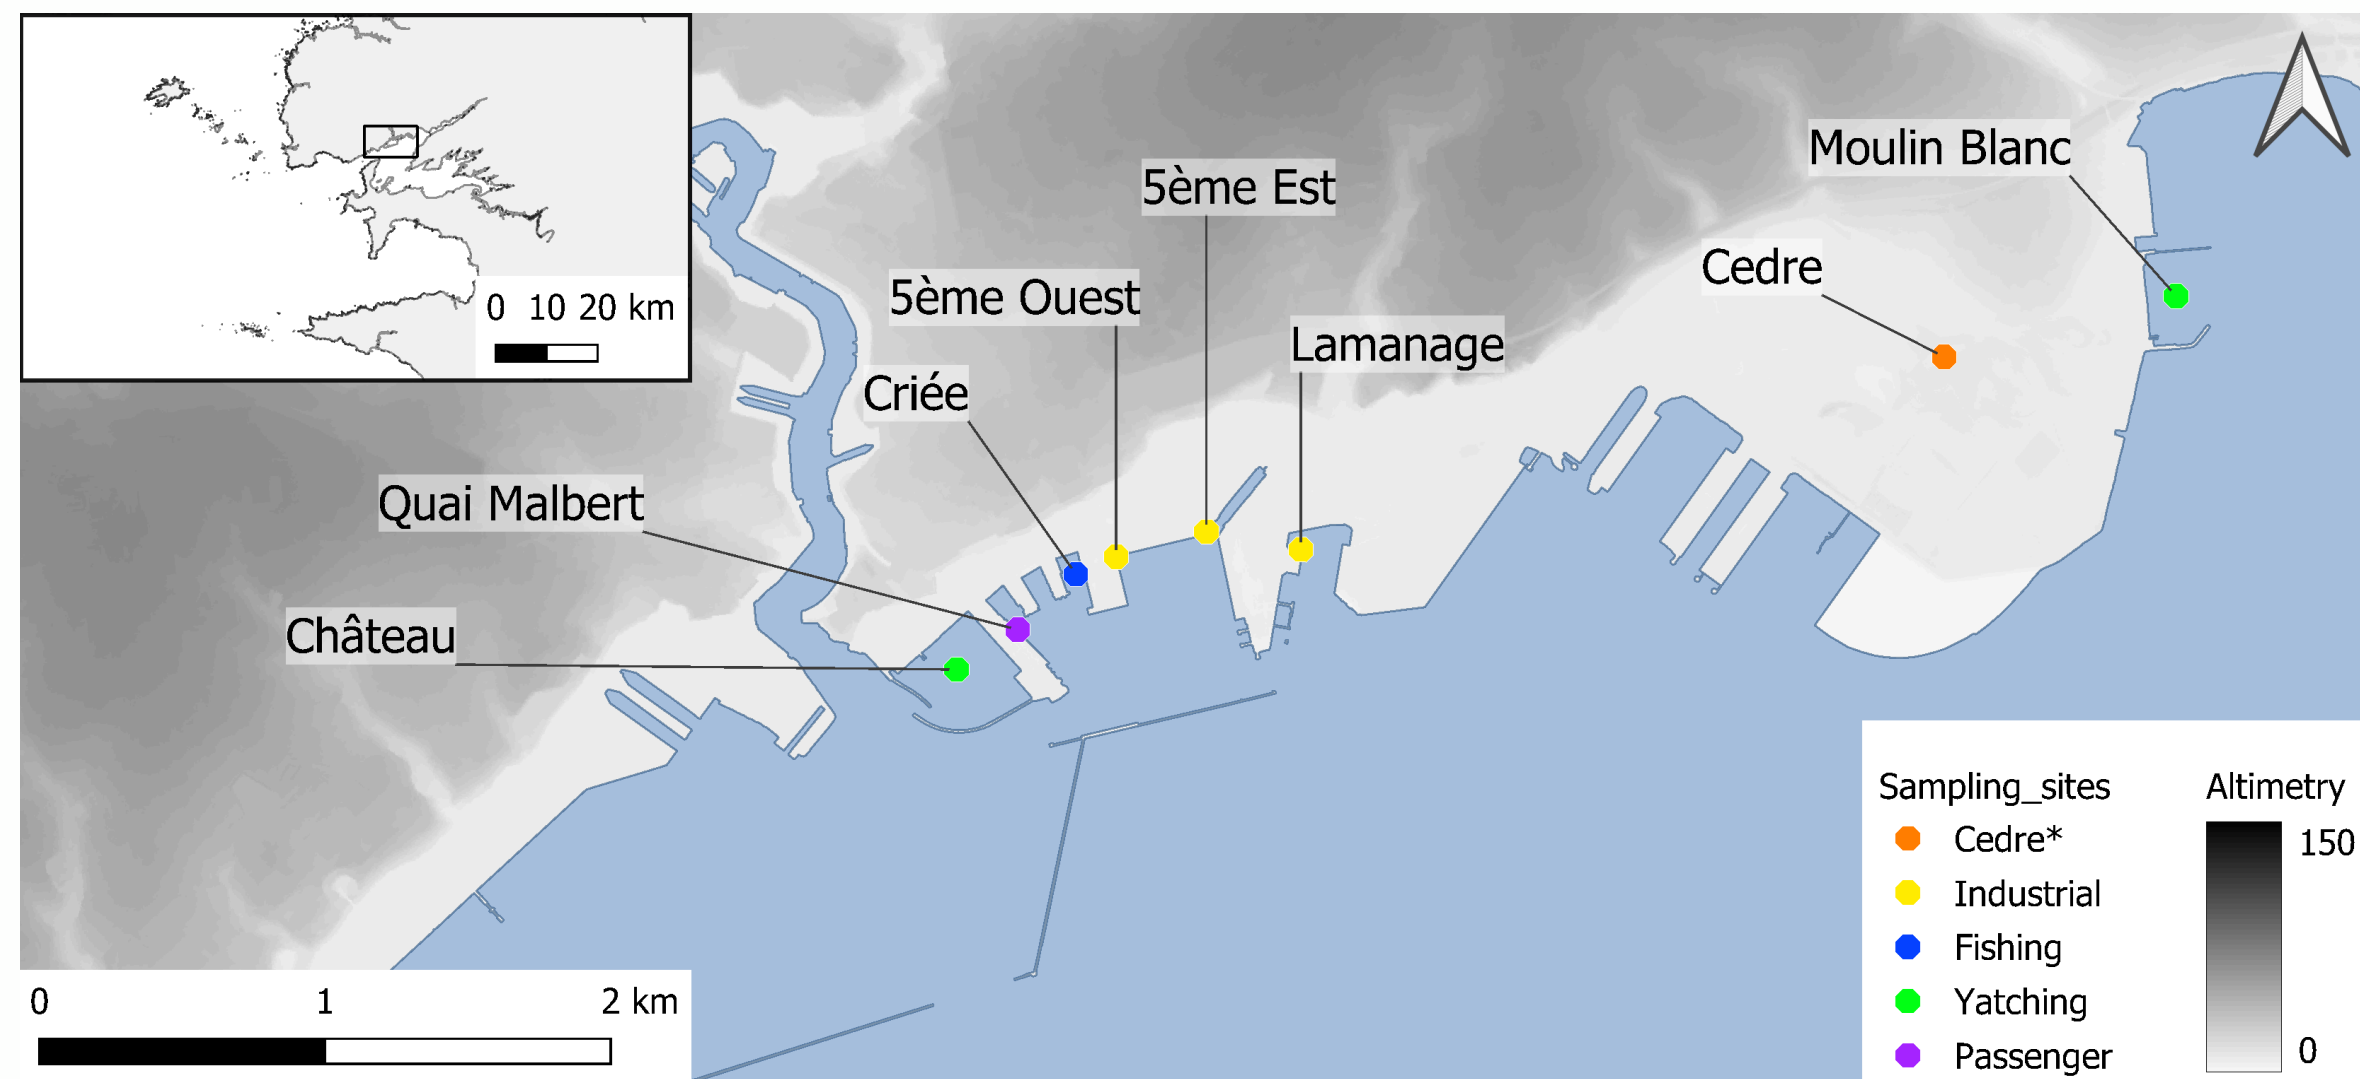 0 10 20 km
Moulin Blanc
5ème Est
Cedre
5ème Ouest
Lamanage
Criée
Quai Malbert
Château
0 1 2 km
Sampling_sites
Cedre*
Industrial
Fishing
Yatching
Passenger
Altimetry
150
0